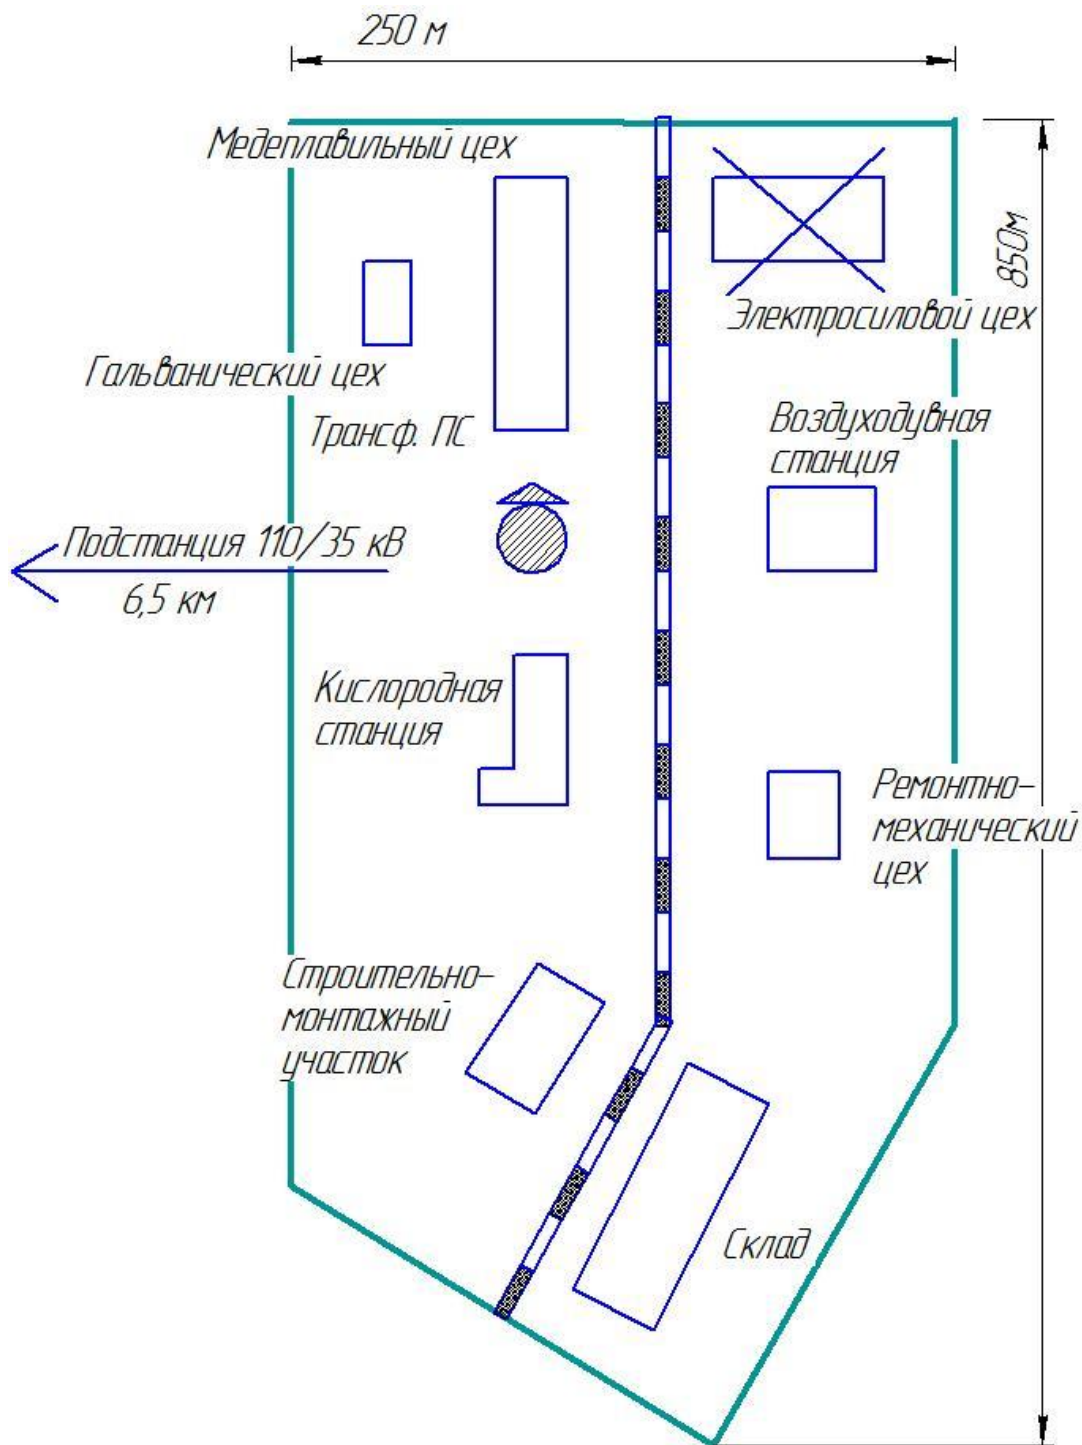 250 м
Медеплавильный цех
850м
Электросиловой цех
Гальванический цех
Трансф. ПС
Воздуходувная
станция
Подстанция 110/35 кВ
6,5 км
Кислородная
станция
Ремонтно-
механический
цех
Строительно-
монтажный
участок
Склад